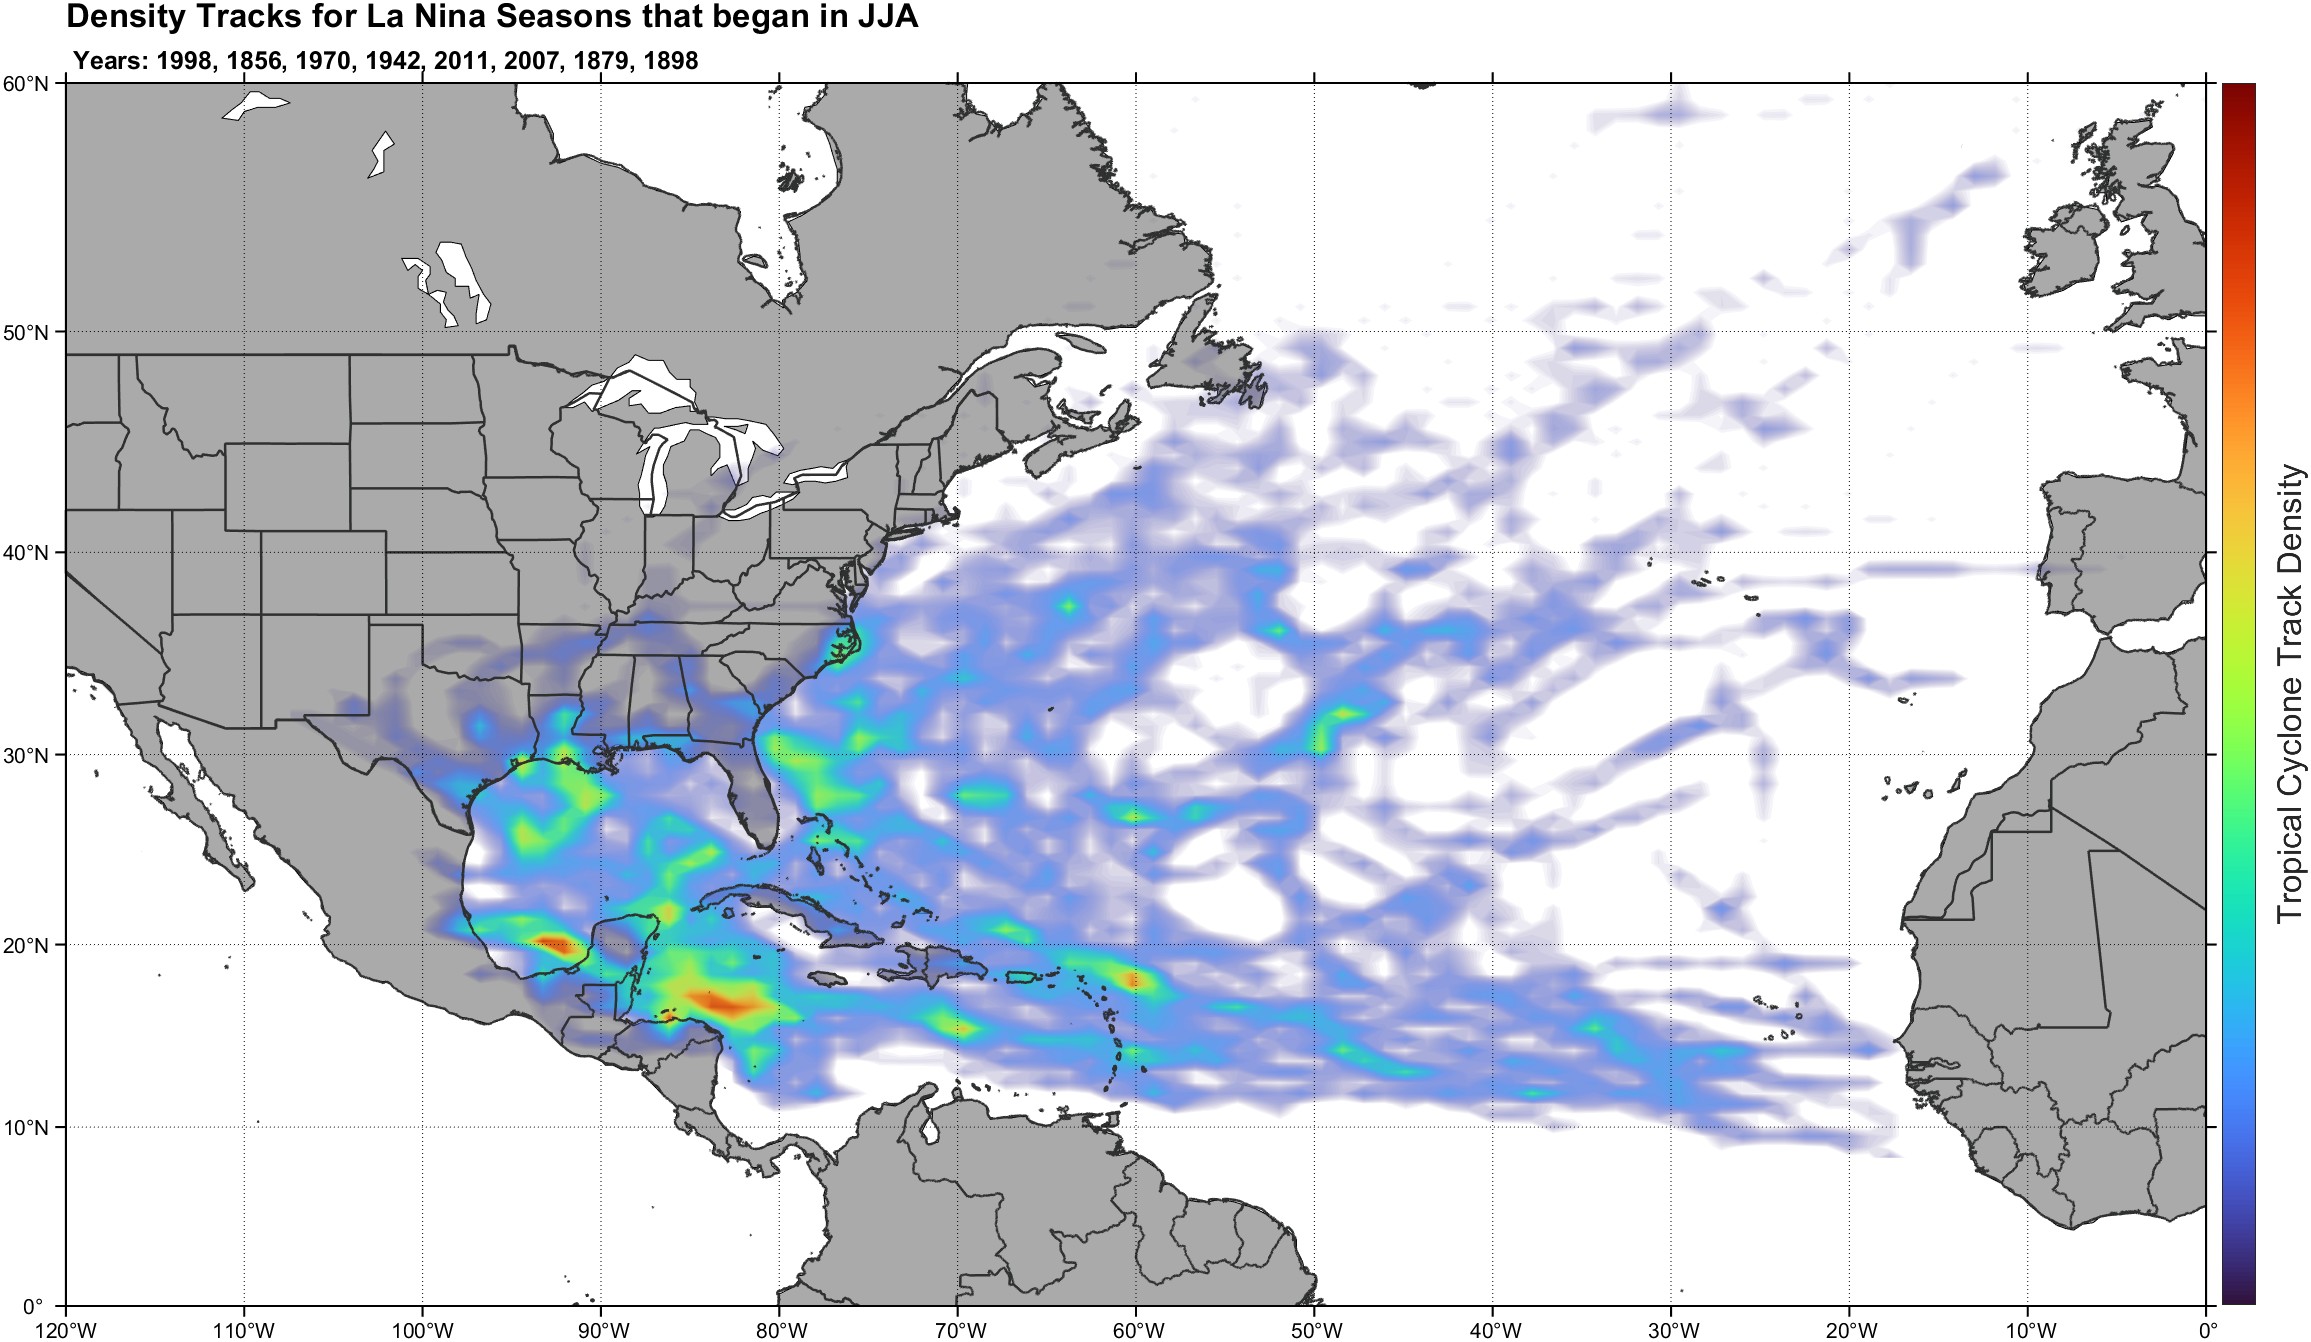 Density Tracks for La Nina Seasons that began in JJA
Years: 1998, 1856, 1970, 1942, 2011, 2007, 1879, 1898
60°N
50°N
40°N
30°N
20°N
10°N
0°
120°W
110°W
100°W
90°W
80°W
70°W
60°W
50°W
40°W
30°W
20°W
10°W
0°
Tropical Cyclone Track Density